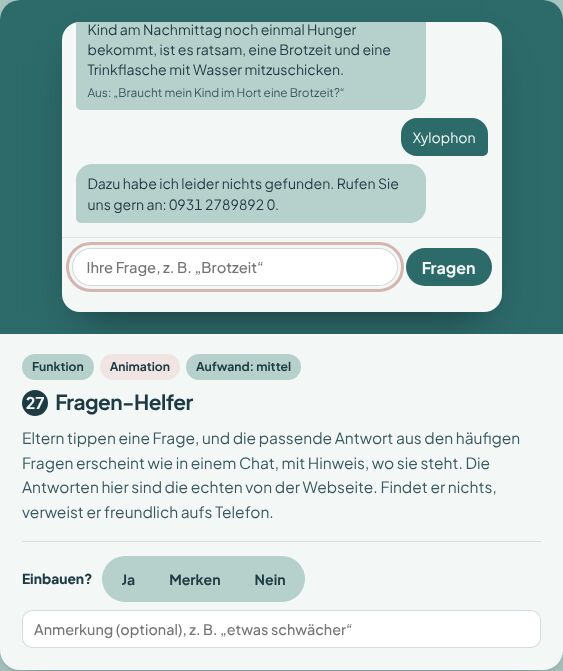 Kind am Nachmittag noch einmal Hunger
bekommt, ist es ratsam, eine Brotzeit und eine
Trinkflasche mit Wasser mitzuschicken.
Aus: „Braucht mein Kind im Hort eine Brotzeit?“
Xylophon
Dazu habe ich leider nichts gefunden. Rufen Sie
uns gern an: 0931 2789892 0.
Ihre Frage, z. B. „Brotzeit“
Fragen
Funktion
Animation
Aufwand: mittel
27 Fragen-Helfer
Eltern tippen eine Frage, und die passende Antwort aus den häufigen
Fragen erscheint wie in einem Chat, mit Hinweis, wo sie steht. Die
Antworten hier sind die echten von der Webseite. Findet er nichts,
verweist er freundlich aufs Telefon.
Einbauen?
Ja
Merken
Nein
Anmerkung (optional), z. B. „etwas schwächer“